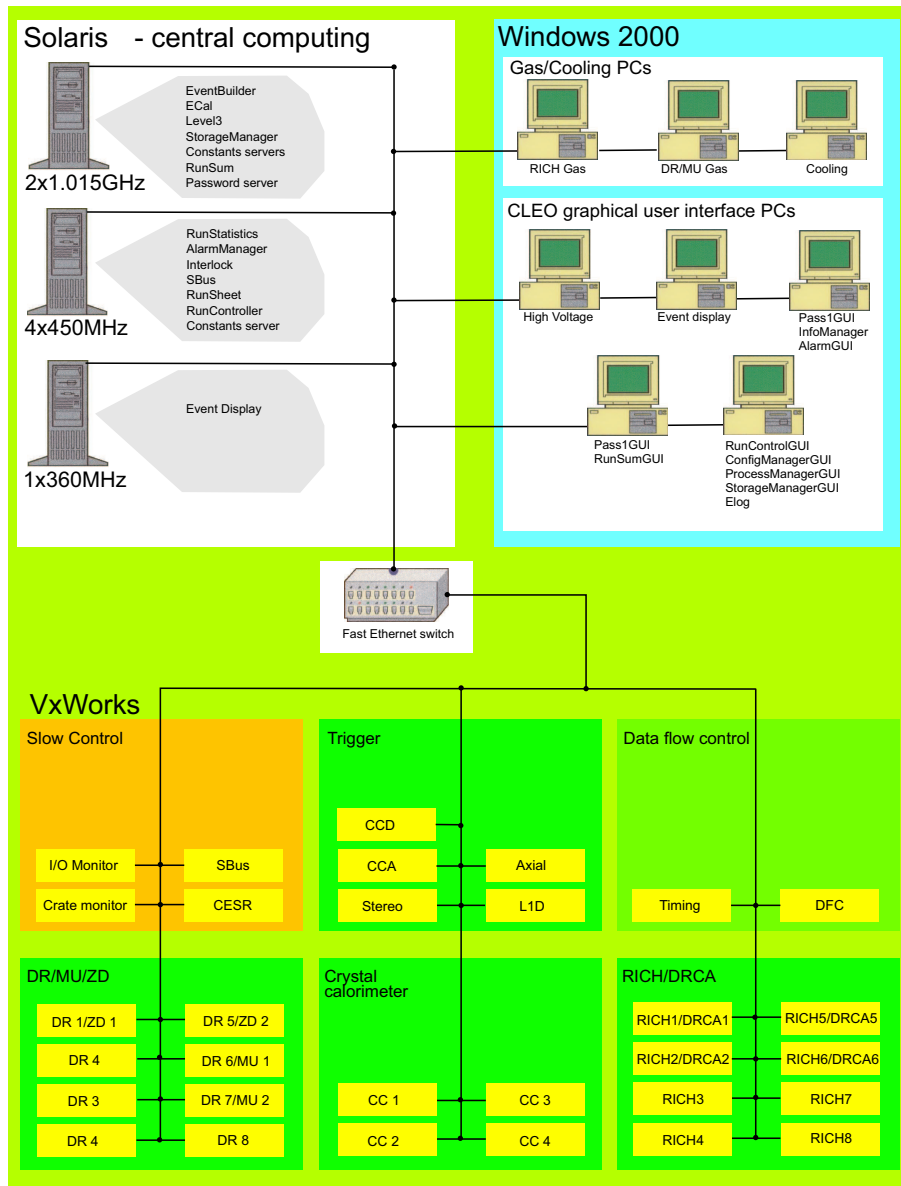 Solaris - central computing
EventBuilder
ECal
Level3
StorageManager
Constants servers
RunSum
Password server
2x1.015GHz
RunStatistics
AlarmManager
Interlock
SBus
RunSheet
RunController
Constants server
4x450MHz
Event Display
1x360MHz
Windows 2000
Gas/Cooling PCs
RICH Gas
DR/MU Gas
Cooling
CLEO graphical user interface PCs
High Voltage
Event display
Pass1GUI
InfoManager
AlarmGUI
Pass1GUI
RunSumGUI
RunControlGUI
ConfigManagerGUI
ProcessManagerGUI
StorageManagerGUI
Elog
Fast Ethernet switch
VxWorks
Slow Control
I/O Monitor
SBus
Crate monitor
CESR
Trigger
CCD
CCA
Axial
Stereo
L1D
Data flow control
Timing
DFC
DR/MU/ZD
DR 1/ZD 1
DR 5/ZD 2
DR 4
DR 6/MU 1
DR 3
DR 7/MU 2
DR 4
DR 8
Crystal
calorimeter
CC 1
CC 3
CC 2
CC 4
RICH/DRCA
RICH1/DRCA1
RICH5/DRCA5
RICH2/DRCA2
RICH6/DRCA6
RICH3
RICH7
RICH4
RICH8